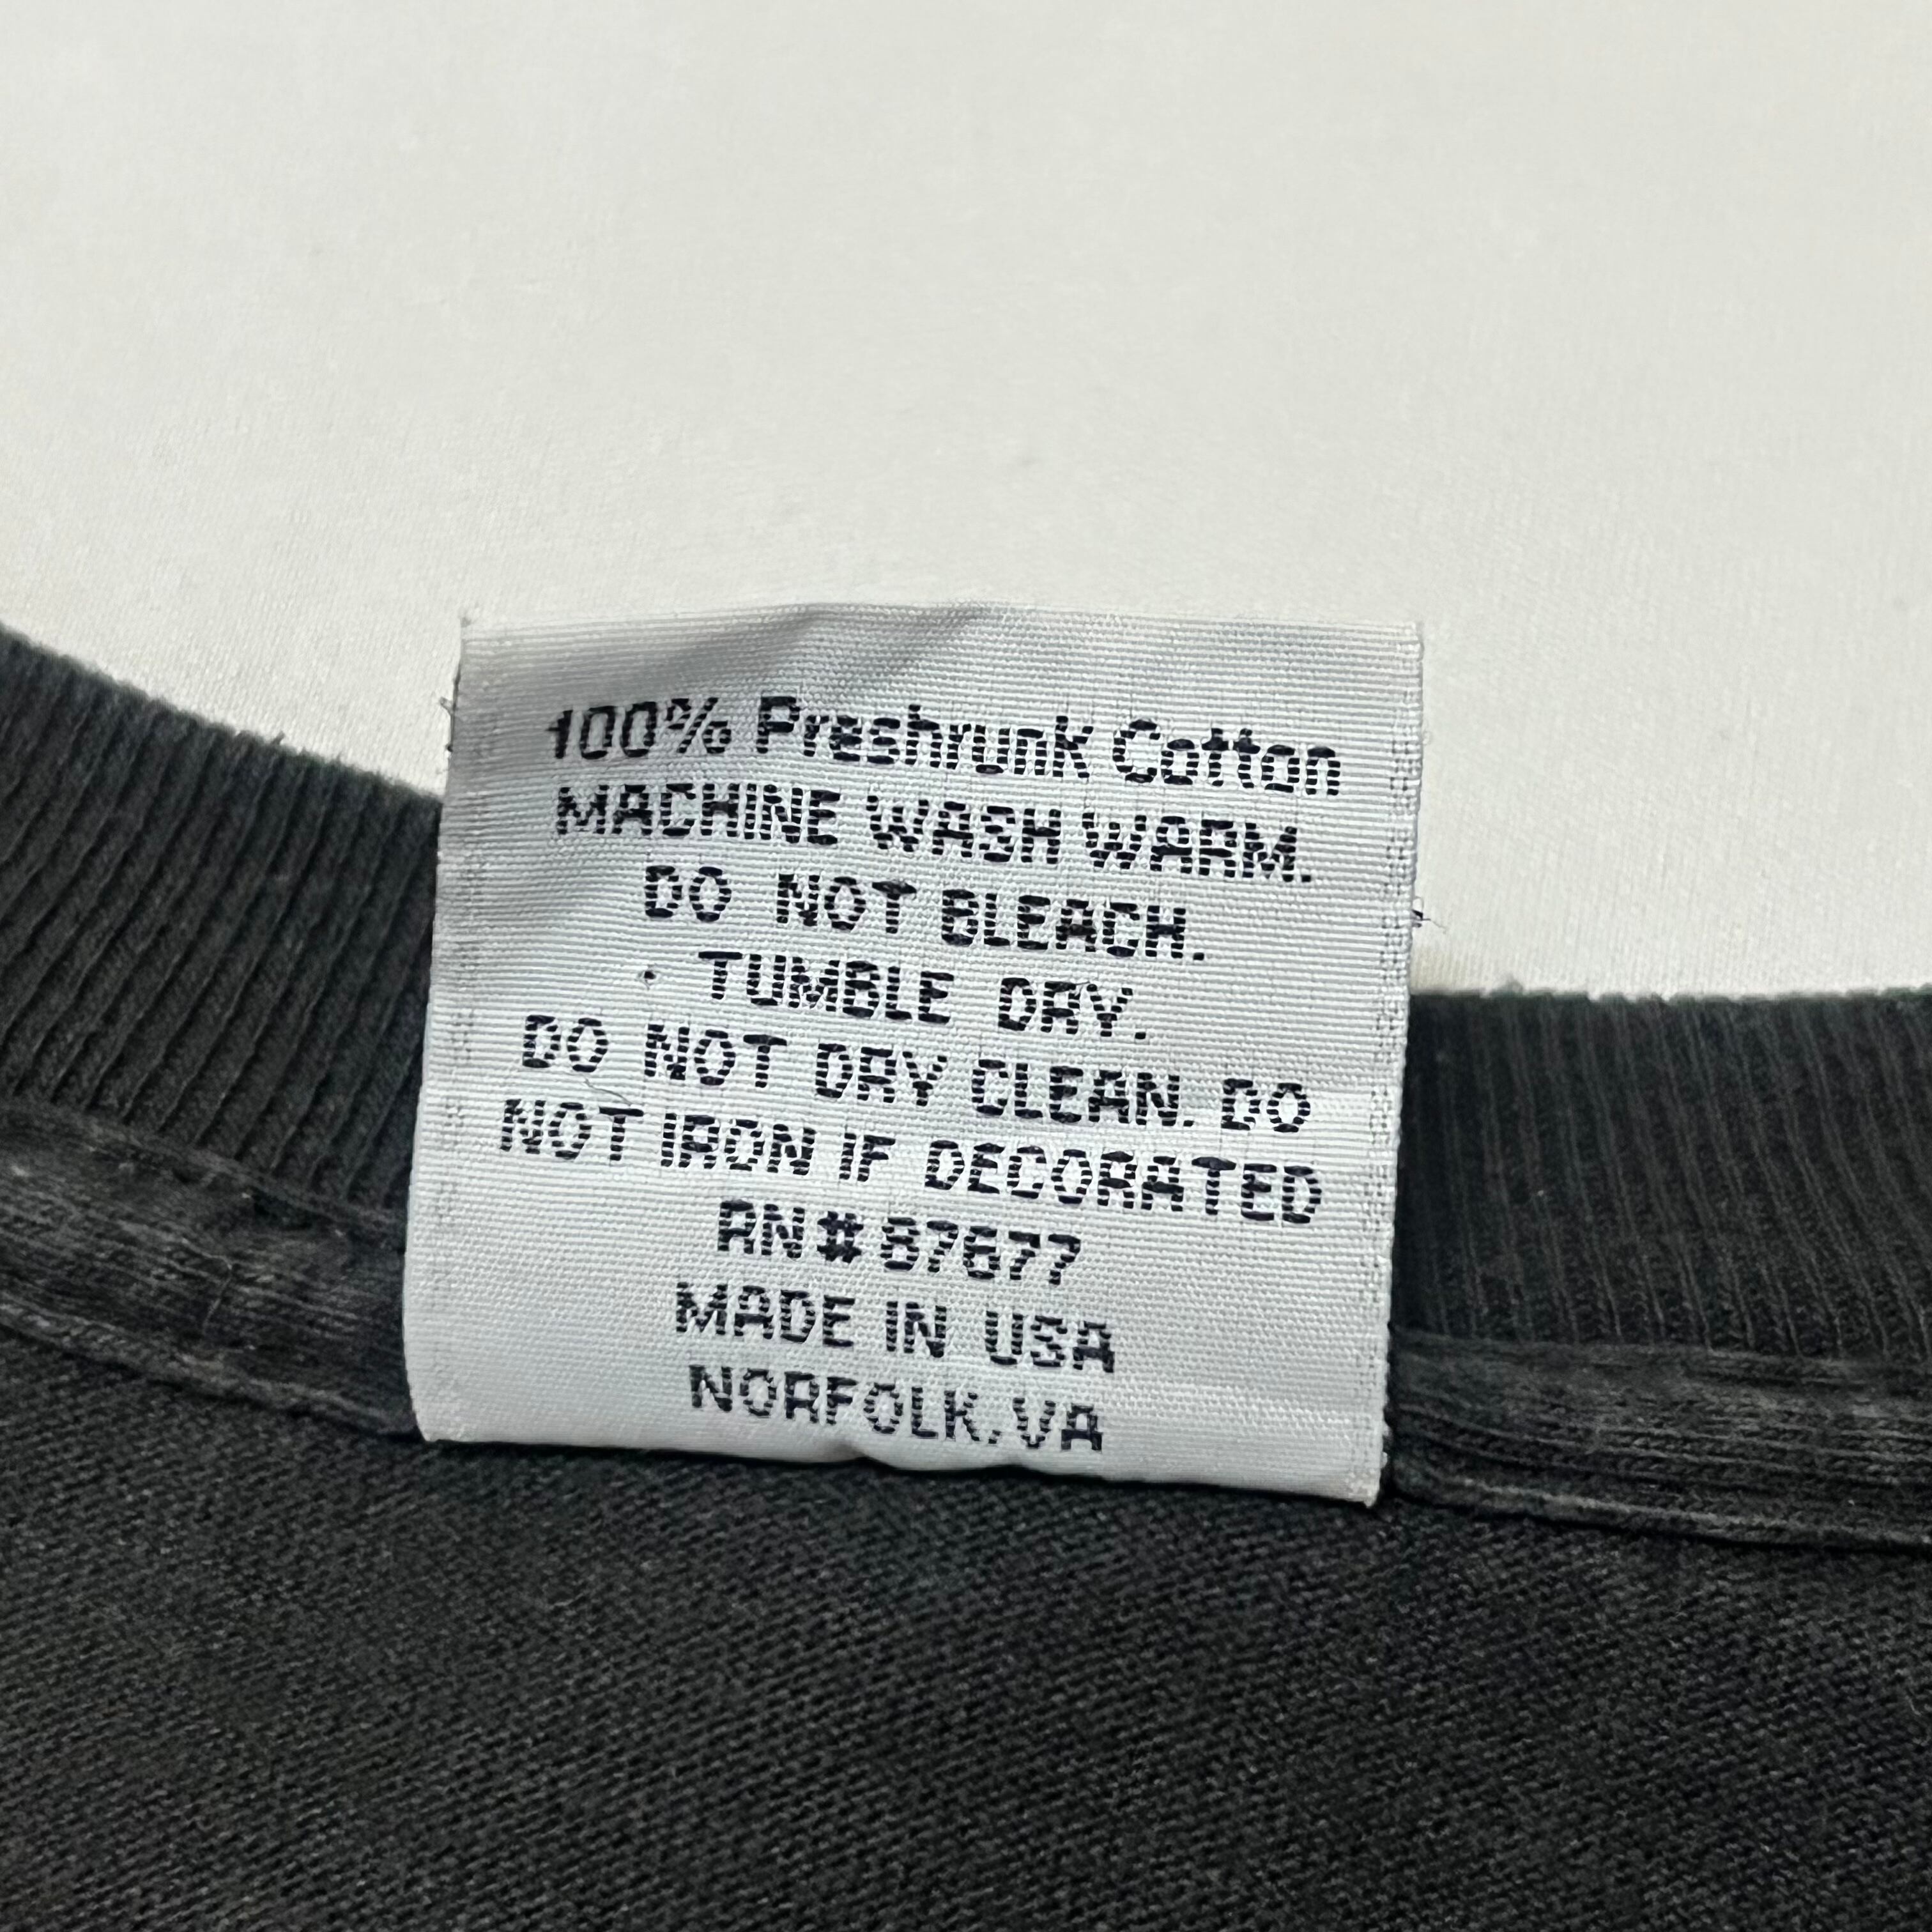 100% Preshrunk Cotton
MACHINE WASH WARM.
DO NOT BLEACH.
TUMBLE DRY.
DO NOT DRY CLEAN. DO
NOT IRON IF DECORATED
RN# 87677
MADE IN USA
NORFOLK, VA